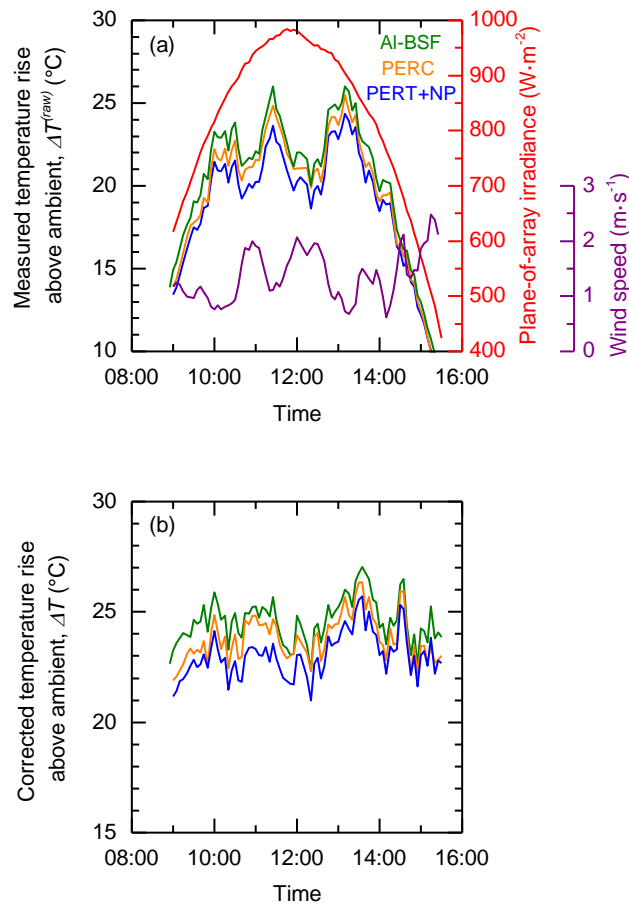 (a)
Al-BSF
PERC
PERT+NP
Measured temperature rise
above ambient, ΔT(raw) (°C)
30
25
20
15
10
1000
900
800
700
600
500
400
Plane-of-array irradiance (W·m-2)
3
2
1
0
Wind speed (m·s-1)
08:00 10:00 12:00 14:00 16:00
Time
(b)
Corrected temperature rise
above ambient, ΔT (°C)
30
25
20
15
08:00 10:00 12:00 14:00 16:00
Time